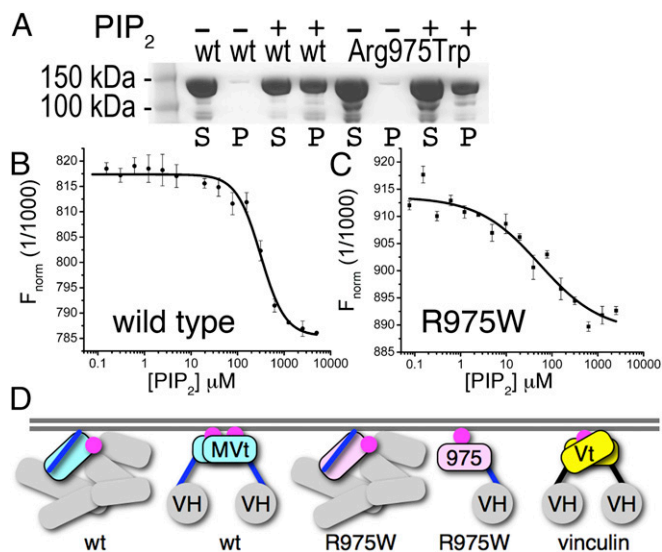 A PIP2 – – + + – – + +
wt wt wt wt Arg975Trp
150 kDa -
100 kDa -
S P S P S P S P
B
820
815
810
805
800
795
790
785
Fnorm (1/1000)
wild type
0.1 1 10 100 1000 10000
[PIP2] µM
C
920
915
910
905
900
895
890
885
Fnorm (1/1000)
R975W
0.1 1 10 100 1000 10000
[PIP2] µM
D
MVt 975 Vt
VH VH VH VH VH
wt wt R975W R975W vinculin